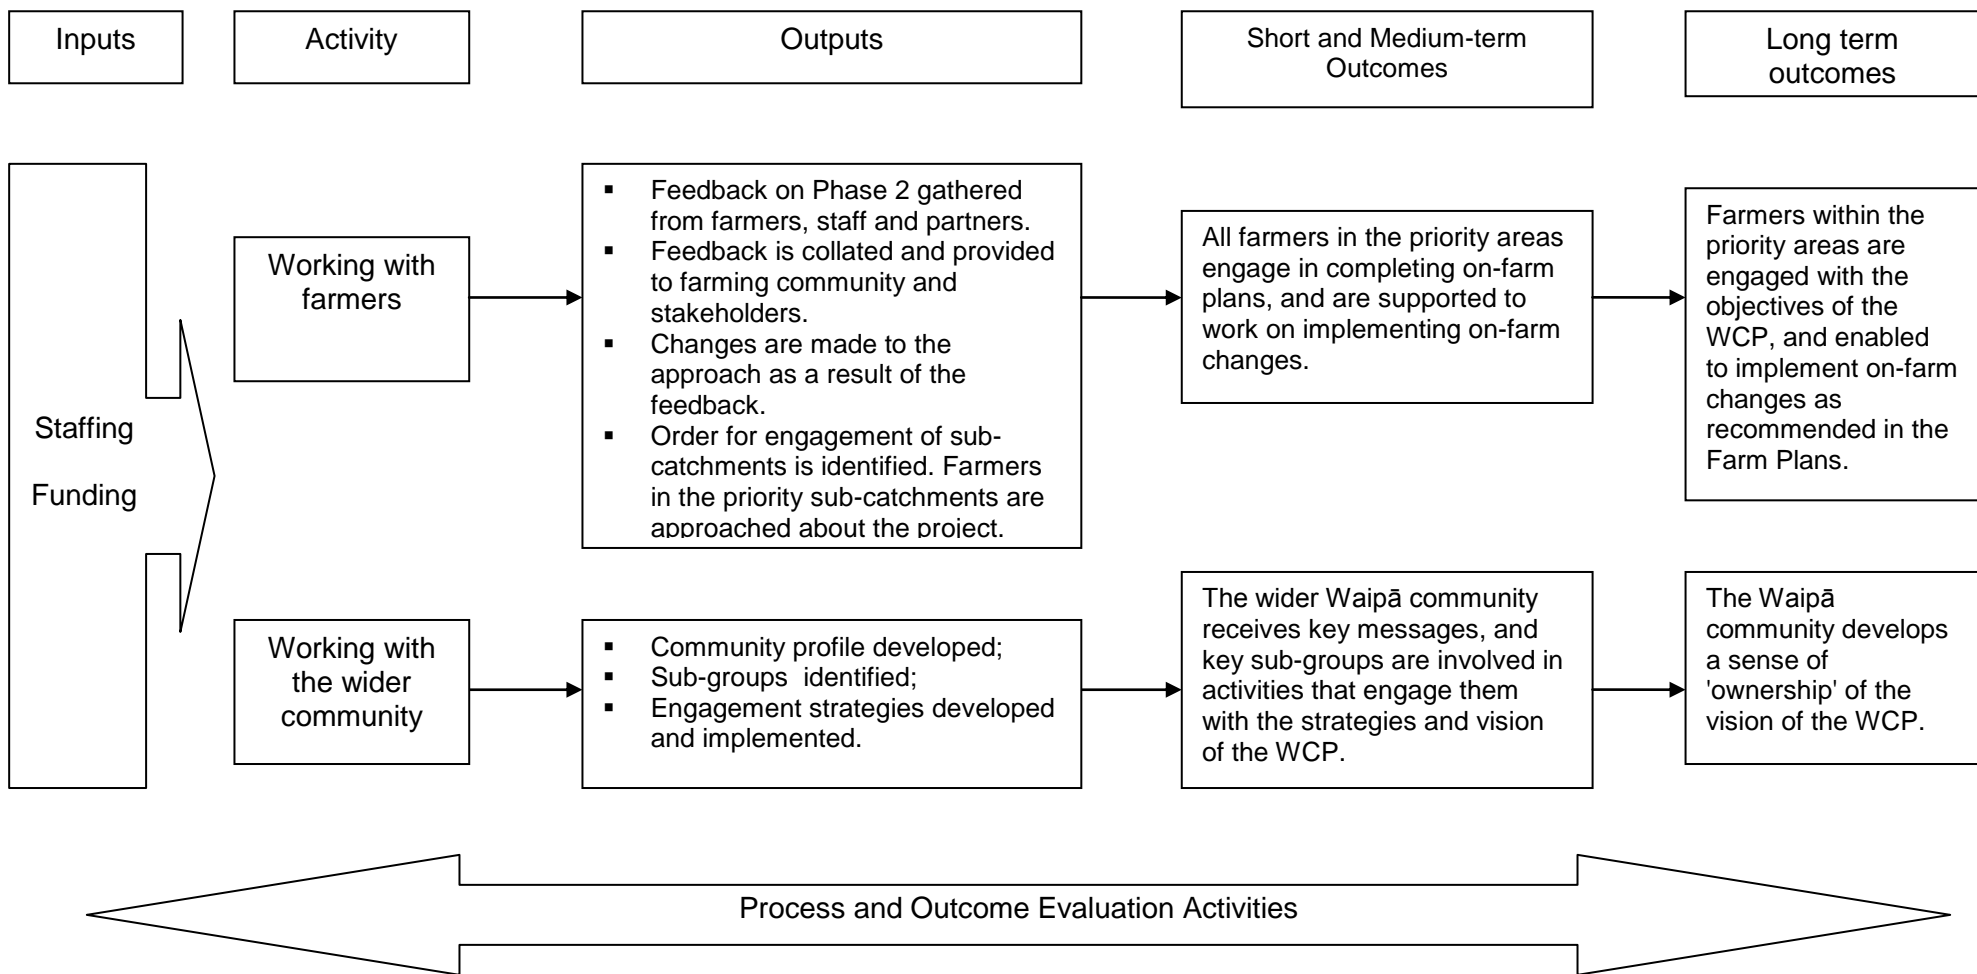 Inputs
Activity
Outputs
Short and Medium-term
Outcomes
Long term
outcomes
Staffing
Funding
Working with
farmers
▪ Feedback on Phase 2 gathered
from farmers, staff and partners.
▪ Feedback is collated and provided
to farming community and
stakeholders.
▪ Changes are made to the
approach as a result of the
feedback.
▪ Order for engagement of sub-
catchments is identified. Farmers
in the priority sub-catchments are
approached about the project.
All farmers in the priority areas
engage in completing on-farm
plans, and are supported to
work on implementing on-farm
changes.
Farmers within the
priority areas are
engaged with the
objectives of the
WCP, and enabled
to implement on-farm
changes as
recommended in the
Farm Plans.
Working with
the wider
community
▪ Community profile developed;
▪ Sub-groups identified;
▪ Engagement strategies developed
and implemented.
The wider Waipā community
receives key messages, and
key sub-groups are involved in
activities that engage them
with the strategies and vision
of the WCP.
The Waipā
community develops
a sense of
'ownership' of the
vision of the WCP.
Process and Outcome Evaluation Activities